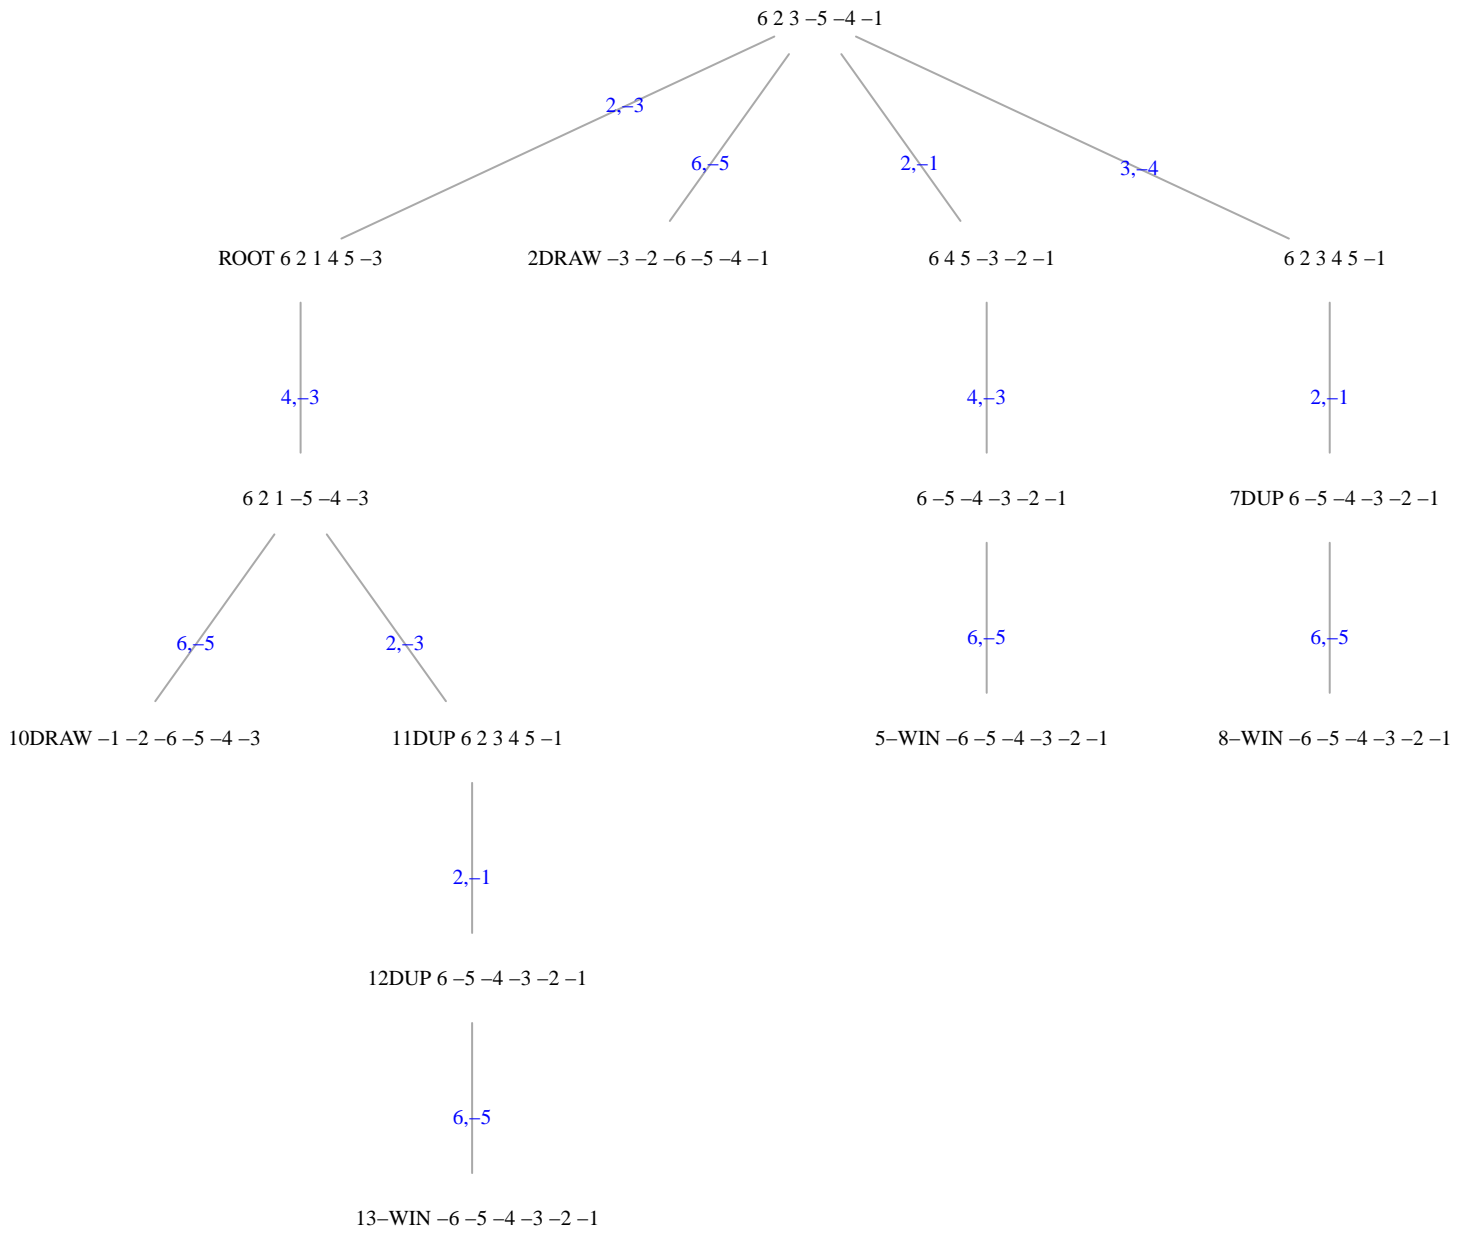 6 2 3 –5 –4 –1
2,–3
6,–5
2,–1
3,–4
ROOT 6 2 1 4 5 –3
2DRAW –3 –2 –6 –5 –4 –1
6 4 5 –3 –2 –1
6 2 3 4 5 –1
4,–3
4,–3
2,–1
6 2 1 –5 –4 –3
6 –5 –4 –3 –2 –1
7DUP 6 –5 –4 –3 –2 –1
6,–5
2,–3
6,–5
6,–5
10DRAW –1 –2 –6 –5 –4 –3
11DUP 6 2 3 4 5 –1
5–WIN –6 –5 –4 –3 –2 –1
8–WIN –6 –5 –4 –3 –2 –1
2,–1
12DUP 6 –5 –4 –3 –2 –1
6,–5
13–WIN –6 –5 –4 –3 –2 –1